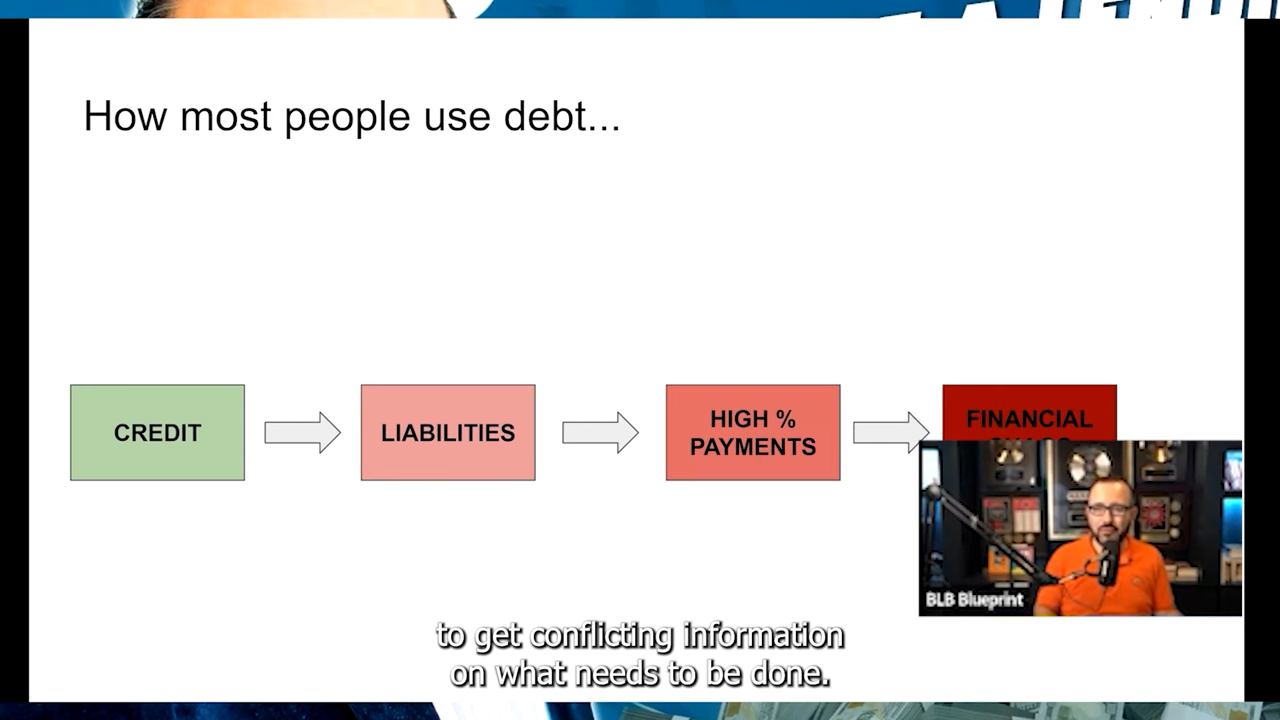 How most people use debt...
CREDIT
LIABILITIES
HIGH %
PAYMENTS
FINANCIAL
BLB Blueprint
to get conflicting information
on what needs to be done.